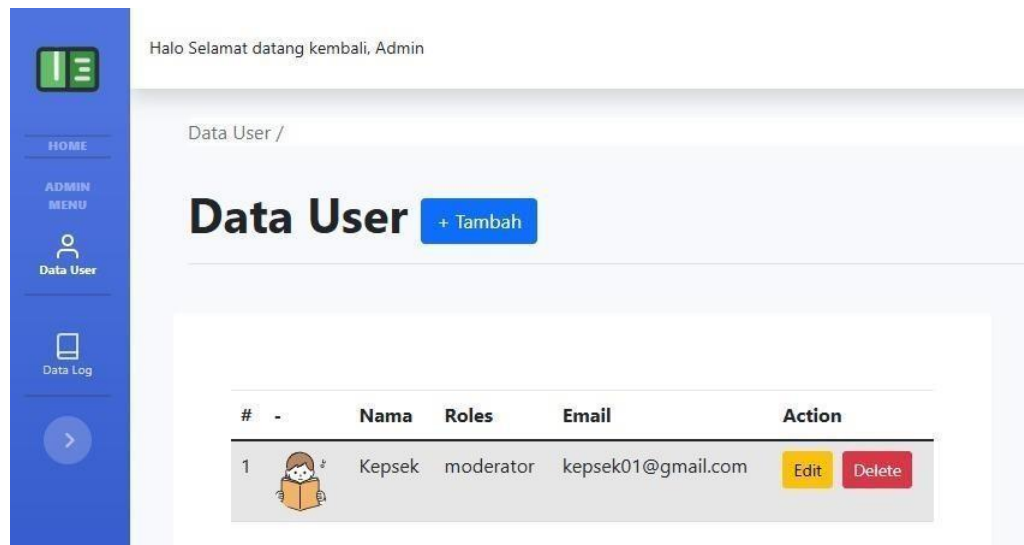 Halo Selamat datang kembali, Admin
HOME
ADMIN
MENU
Data User
Data Log
Data User /
Data User + Tambah
# - Nama Roles Email Action
1 Kepsek moderator kepsek01@gmail.com Edit Delete